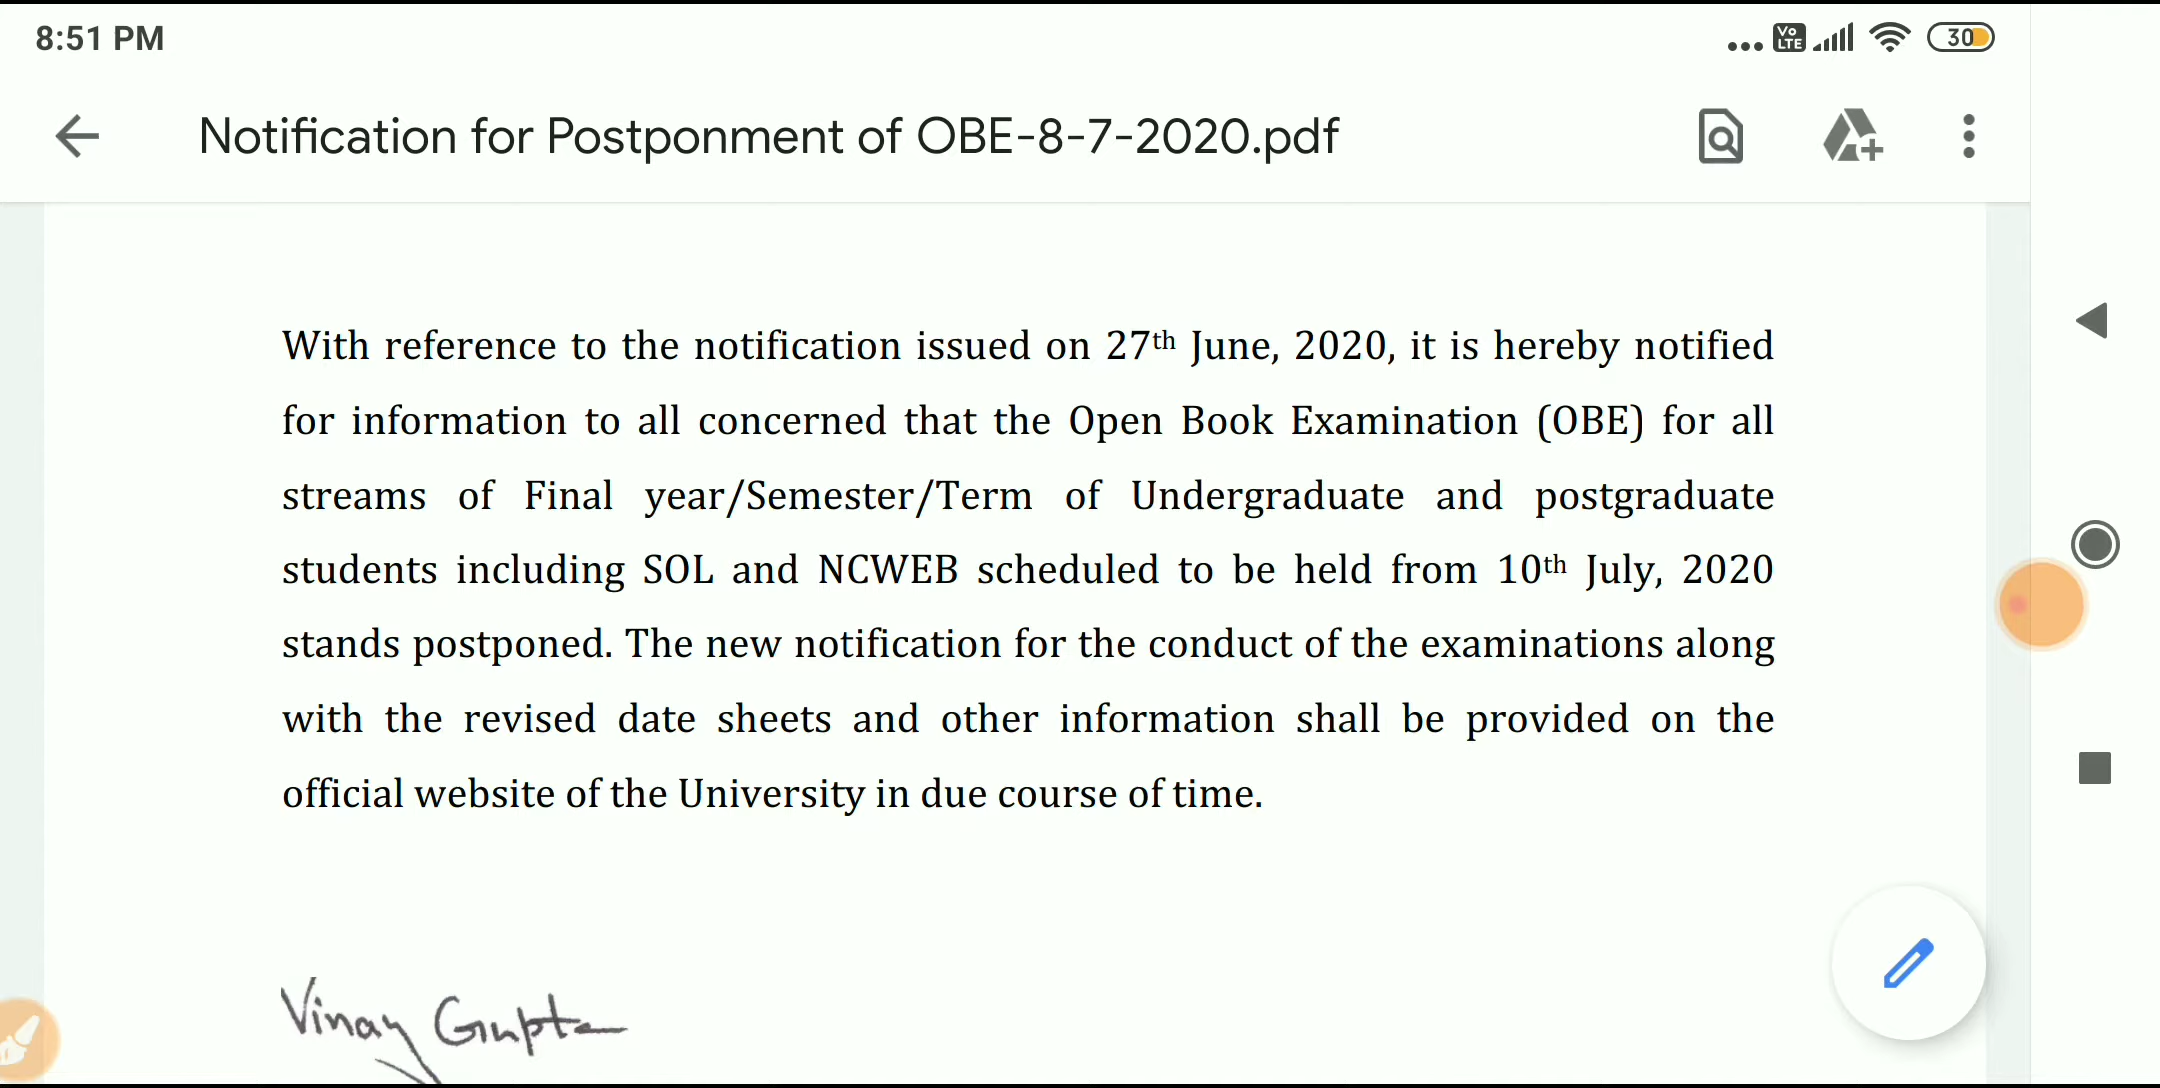 8:51 PM
Vo LTE
30
Notification for Postponment of OBE-8-7-2020.pdf
With reference to the notification issued on 27th June, 2020, it is hereby notified
for information to all concerned that the Open Book Examination (OBE) for all
streams of Final year/Semester/Term of Undergraduate and postgraduate
students including SOL and NCWEB scheduled to be held from 10th July, 2020
stands postponed. The new notification for the conduct of the examinations along
with the revised date sheets and other information shall be provided on the
official website of the University in due course of time.
Vinay Gupta